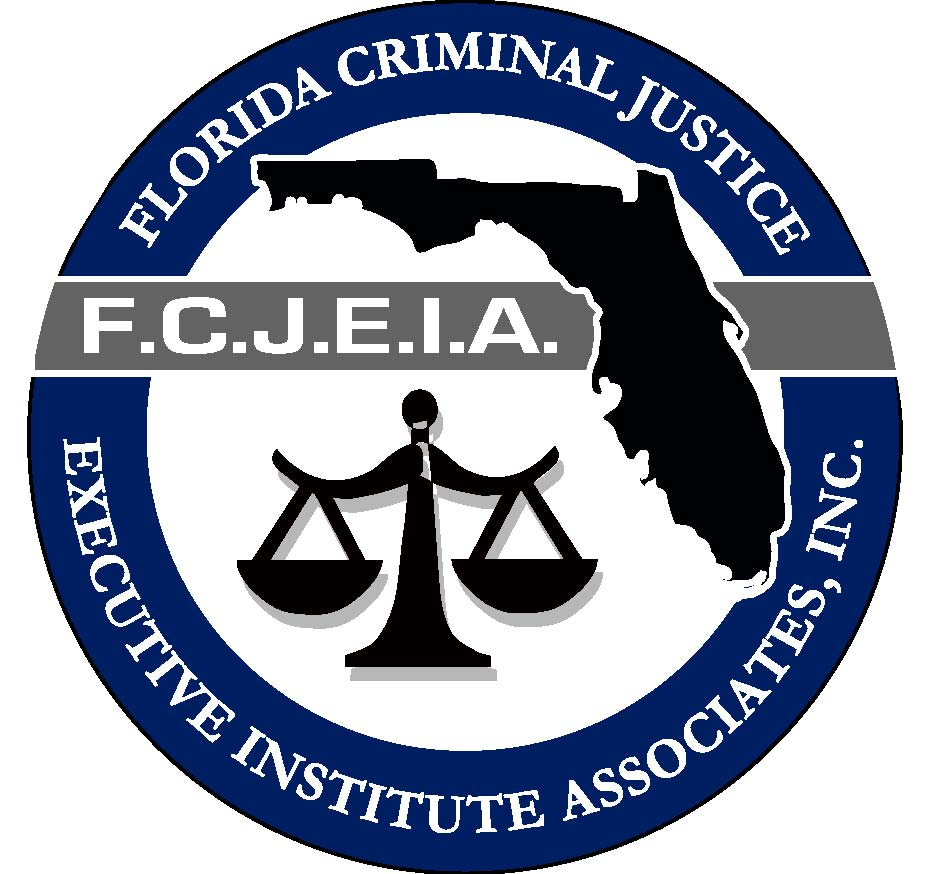 FLORIDA CRIMINAL JUSTICE
F.C.J.E.I.A.
EXECUTIVE INSTITUTE ASSOCIATES, INC.